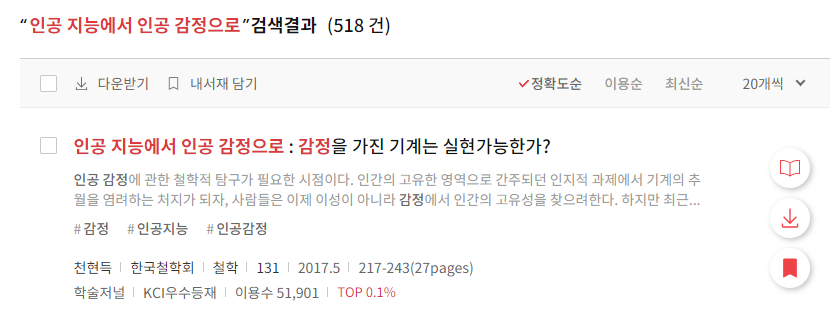 “인공 지능에서 인공 감정으로”검색결과 (518 건)
다운받기 내서재 담기 정확도순 이용순 최신순 20개씩
인공 지능에서 인공 감정으로 : 감정을 가진 기계는 실현가능한가?
인공 감정에 관한 철학적 탐구가 필요한 시점이다. 인간의 고유한 영역으로 간주되던 인지적 과제에서 기계의 추
월을 염려하는 처지가 되자, 사람들은 이제 이성이 아니라 감정에서 인간의 고유성을 찾으려한다. 하지만 최근...
# 감정 # 인공지능 # 인공감정
천현득 | 한국철학회 | 철학 | 131 | 2017.5 | 217-243(27pages)
학술저널 | KCI우수등재 | 이용수 51,901 | TOP 0.1%